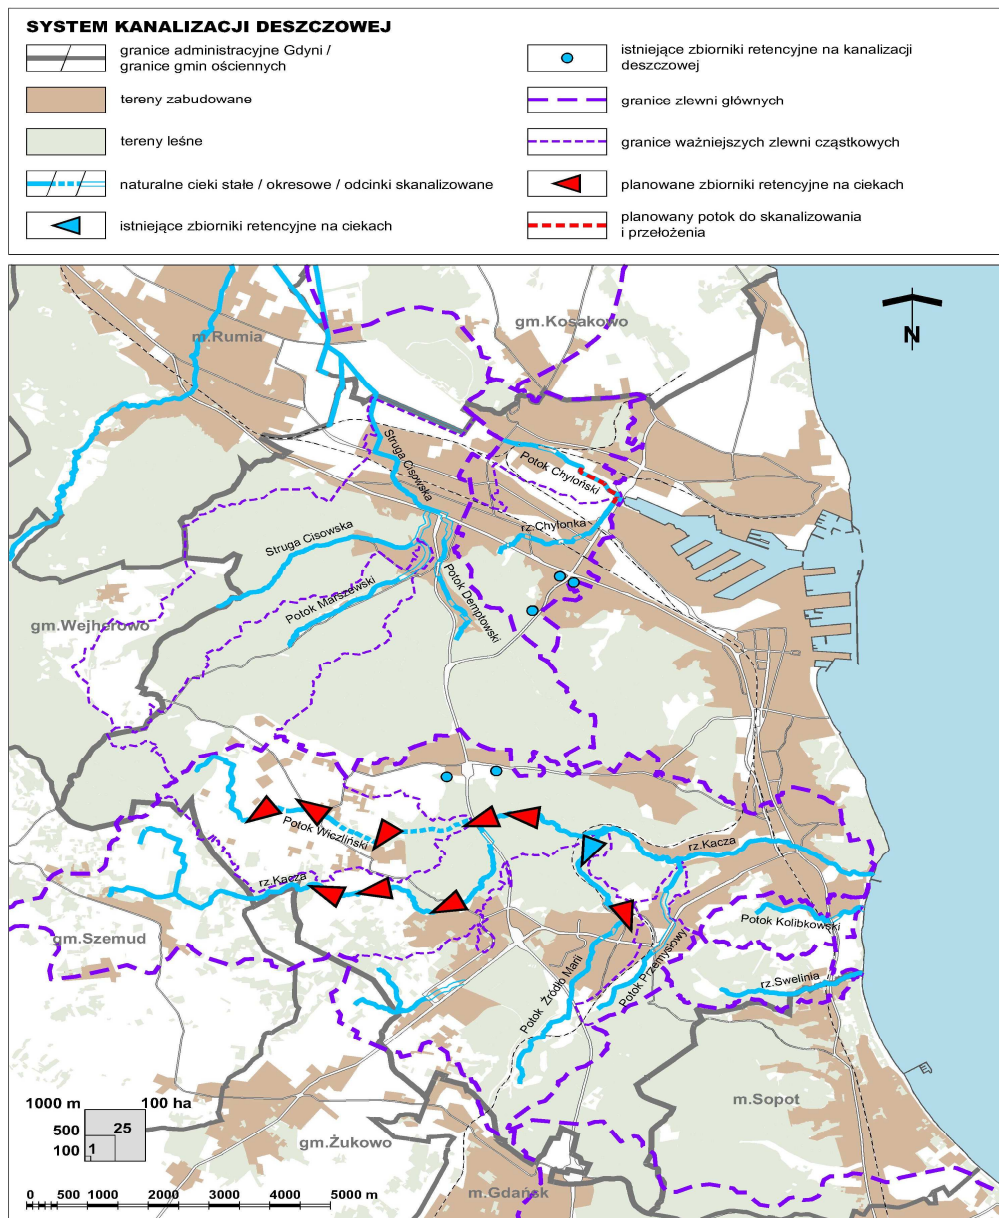 SYSTEM KANALIZACJI DESZCZOWEJ
granice administracyjne Gdyni /
granice gmin ościennych
tereny zabudowane
tereny leśne
naturalne cieki stałe / okresowe / odcinki skanalizowane
istniejące zbiorniki retencyjne na ciekach
istniejące zbiorniki retencyjne na kanalizacji
deszczowej
granice zlewni głównych
granice ważniejszych zlewni cząstkowych
planowane zbiorniki retencyjne na ciekach
planowany potok do skanalizowania
i przełożenia
gm.Kosakowo
N
m.Rumia
Struga Cisowska
Potok Chyloński
rz.Chylonka
Struga Cisowska
Potok Marszewski
Potok Demptowski
gm.Wejherowo
Potok Wiczliński
rz.Kacza
rz.Kacza
Potok Kolibkowski
gm.Szemud
Potok Źródło Marii
Potok Przemysłowy
rz.Swelinia
m.Sopot
1000 m
100 ha
500
25
100
1
gm.Żukowo
m.Gdańsk
0 500 1000 2000 3000 4000 5000 m